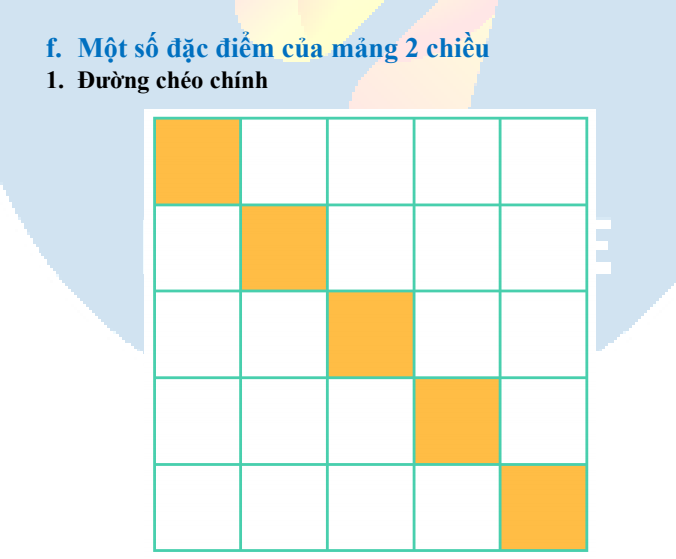 f. Một số đặc điểm của mảng 2 chiều
1. Đường chéo chính